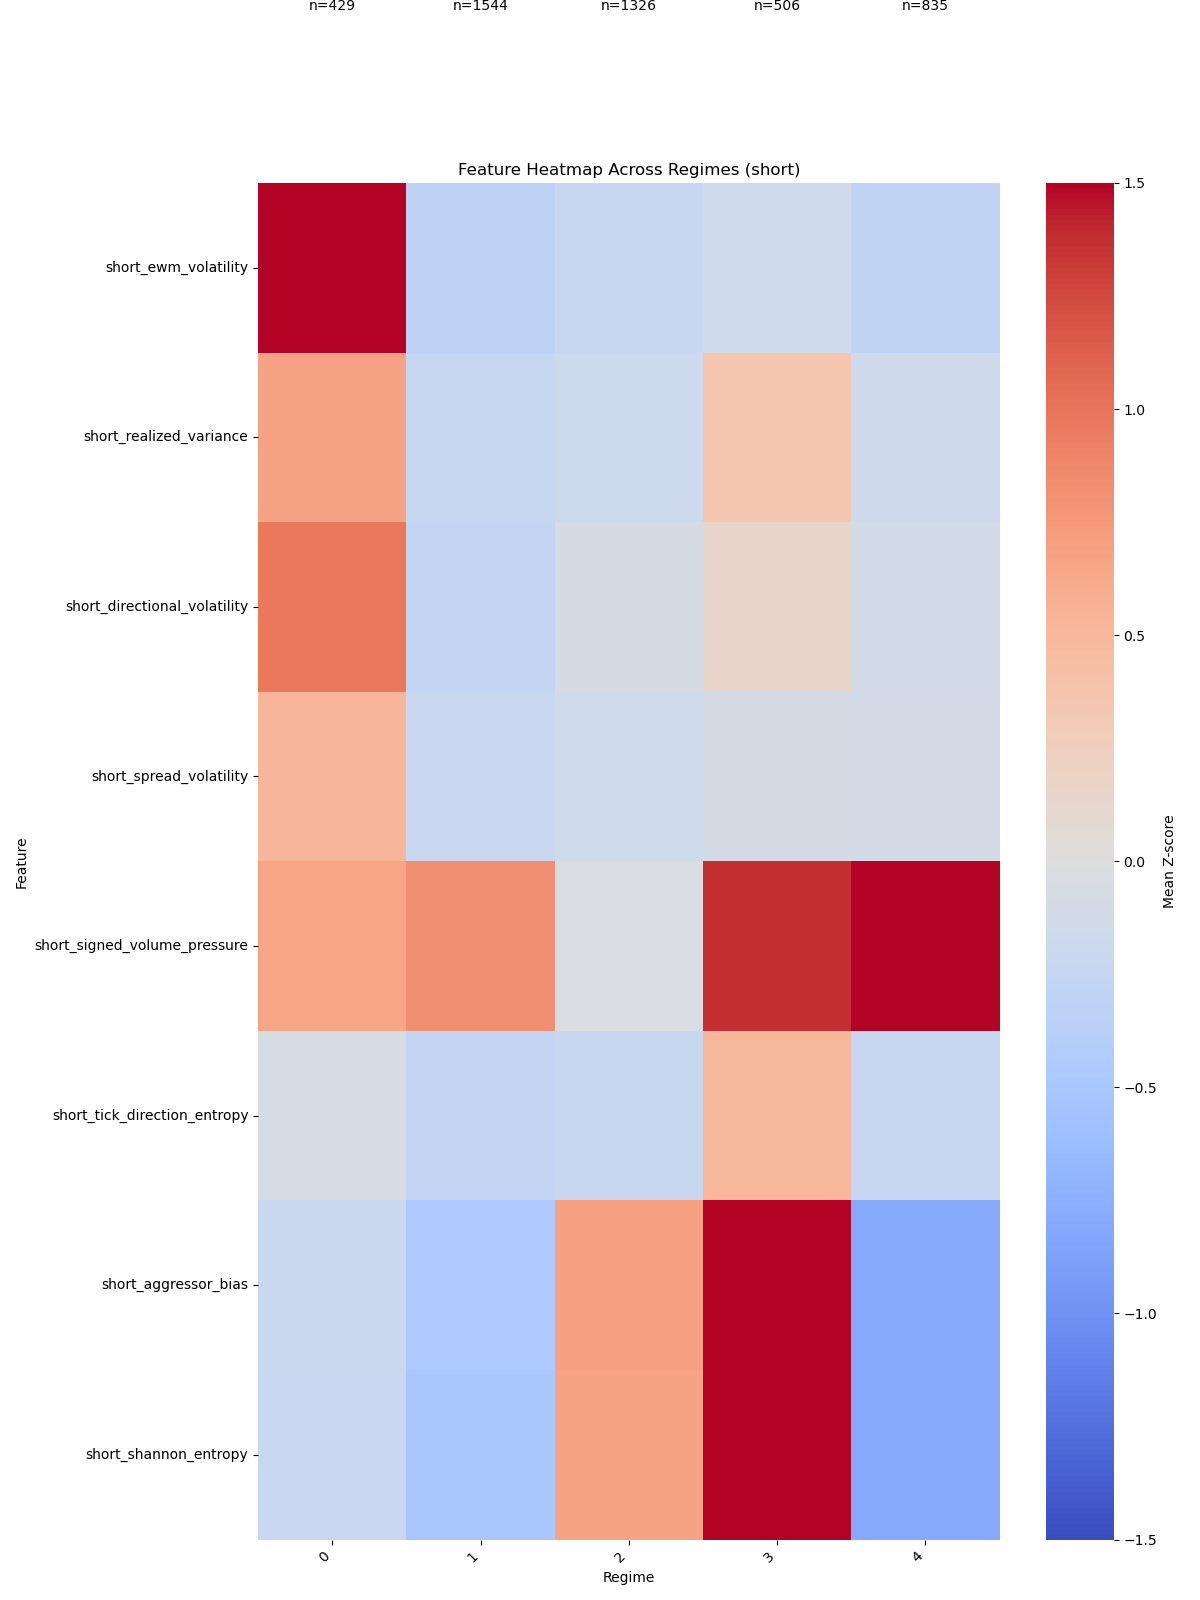 n=429 n=1544 n=1326 n=506 n=835
Feature Heatmap Across Regimes (short)
short_ewm_volatility
short_realized_variance
short_directional_volatility
short_spread_volatility
short_signed_volume_pressure
short_tick_direction_entropy
short_aggressor_bias
short_shannon_entropy
Feature
0 1 2 3 4
Regime
1.5
1.0
0.5
0.0
−0.5
−1.0
−1.5
Mean Z-score